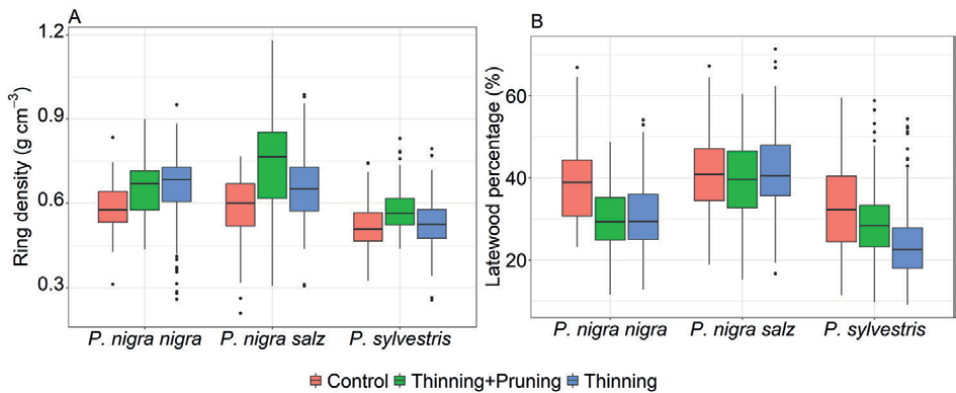 A
Ring density (g cm⁻³)
1.2
0.9
0.6
0.3
P. nigra nigra P. nigra salz P. sylvestris
B
Latewood percentage (%)
60
40
20
P. nigra nigra P. nigra salz P. sylvestris
Control Thinning+Pruning Thinning